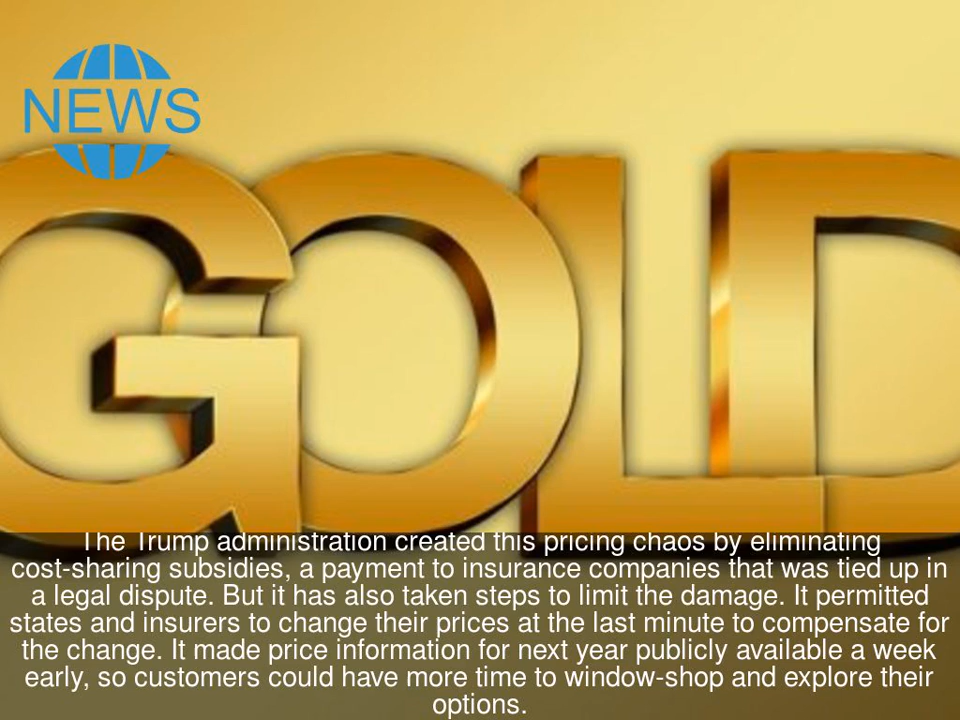 NEWS
GOLD
The Trump administration created this pricing chaos by eliminating
cost-sharing subsidies, a payment to insurance companies that was tied up in
a legal dispute. But it has also taken steps to limit the damage. It permitted
states and insurers to change their prices at the last minute to compensate for
the change. It made price information for next year publicly available a week
early, so customers could have more time to window-shop and explore their
options.